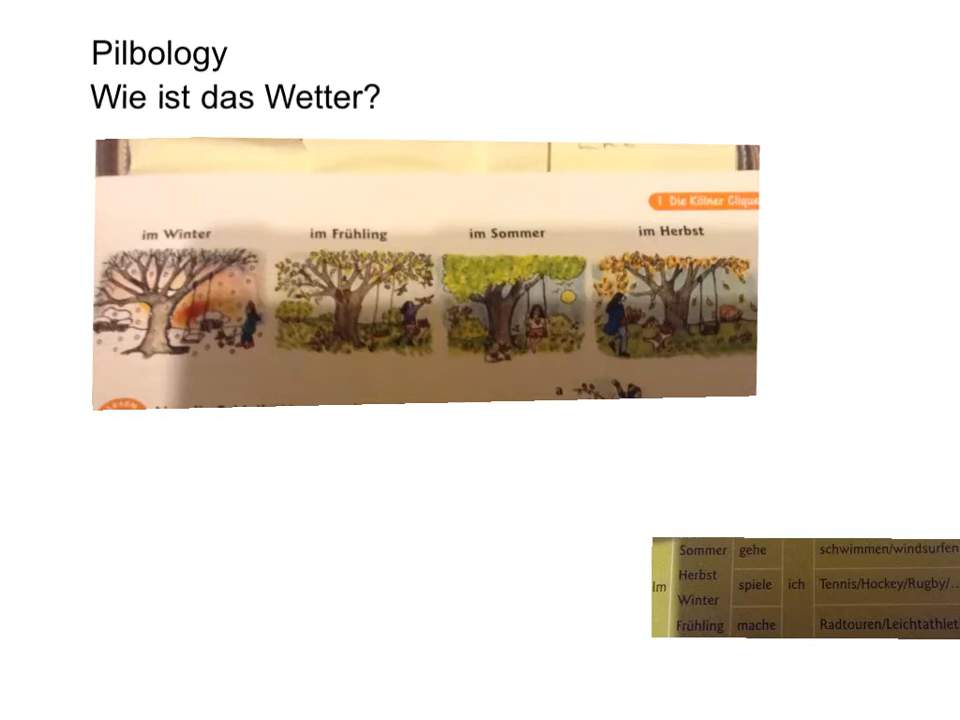 Pilbology
Wie ist das Wetter?
1 Die Kölner Clique
im Winter im Frühling im Sommer im Herbst
a
Sommer gehe schwimmen/windsurfen
Herbst
Im spiele ich Tennis/Hockey/Rugby/...
Winter
Frühling mache Radtouren/Leichtathlet